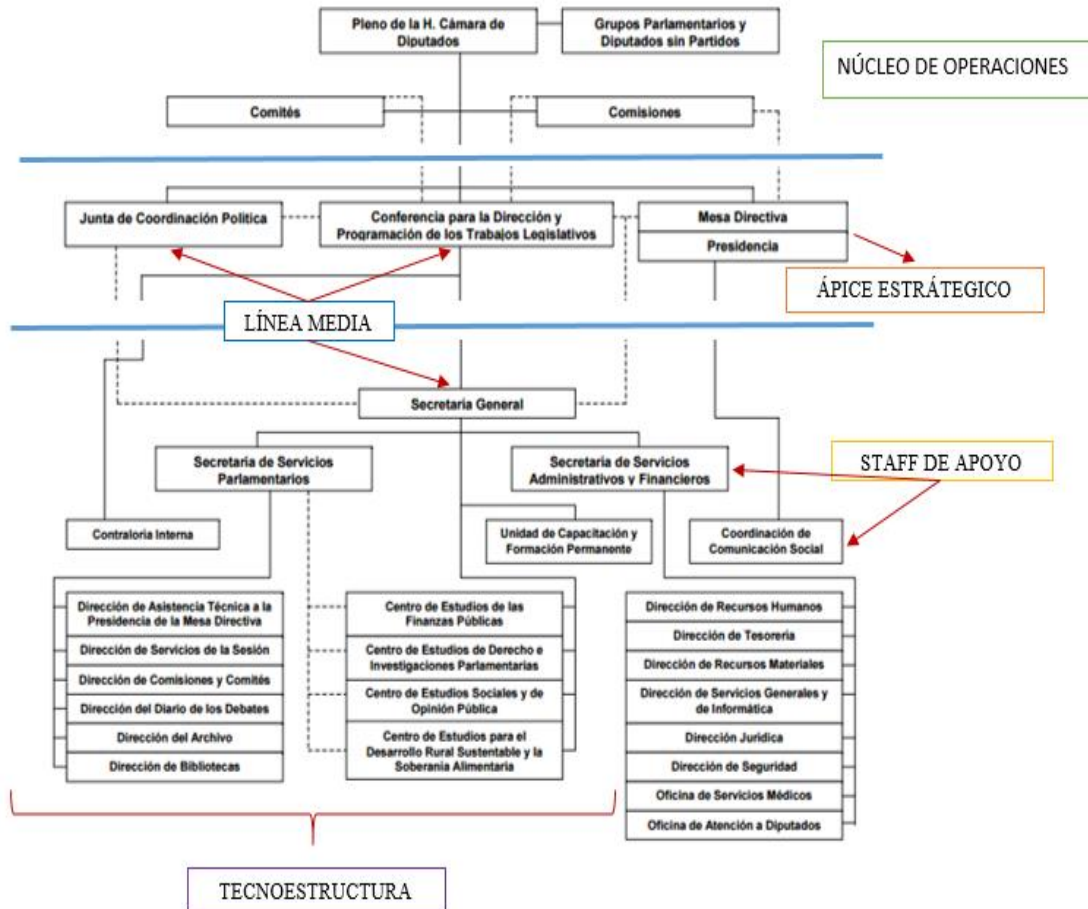 Pleno de la H. Cámara de
Diputados
Grupos Parlamentarios y
Diputados sin Partidos
NÚCLEO DE OPERACIONES
Comités
Comisiones
Junta de Coordinación Política
Conferencia para la Dirección y
Programación de los Trabajos Legislativos
Mesa Directiva
Presidencia
ÁPICE ESTRÁTEGICO
LÍNEA MEDIA
Secretaría General
Secretaria de Servicios
Parlamentarios
Secretaria de Servicios
Administrativos y Financieros
STAFF DE APOYO
Contraloria Interna
Unidad de Capacitación y
Formación Permanente
Coordinación de
Comunicación Social
Dirección de Asistencia Técnica a la
Presidencia de la Mesa Directiva
Dirección de Servicios de la Sesión
Dirección de Comisiones y Comités
Dirección del Diario de los Debates
Dirección del Archivo
Dirección de Bibliotecas
Centro de Estudios de las
Finanzas Públicas
Centro de Estudios de Derecho e
Investigaciones Parlamentarias
Centro de Estudios Sociales y de
Opinión Pública
Centro de Estudios para el
Desarrollo Rural Sustentable y la
Soberanía Alimentaria
Dirección de Recursos Humanos
Dirección de Tesorería
Dirección de Recursos Materiales
Dirección de Servicios Generales y
de Informática
Dirección Jurídica
Dirección de Seguridad
Oficina de Servicios Médicos
Oficina de Atención a Diputados
TECNOESTRUCTURA